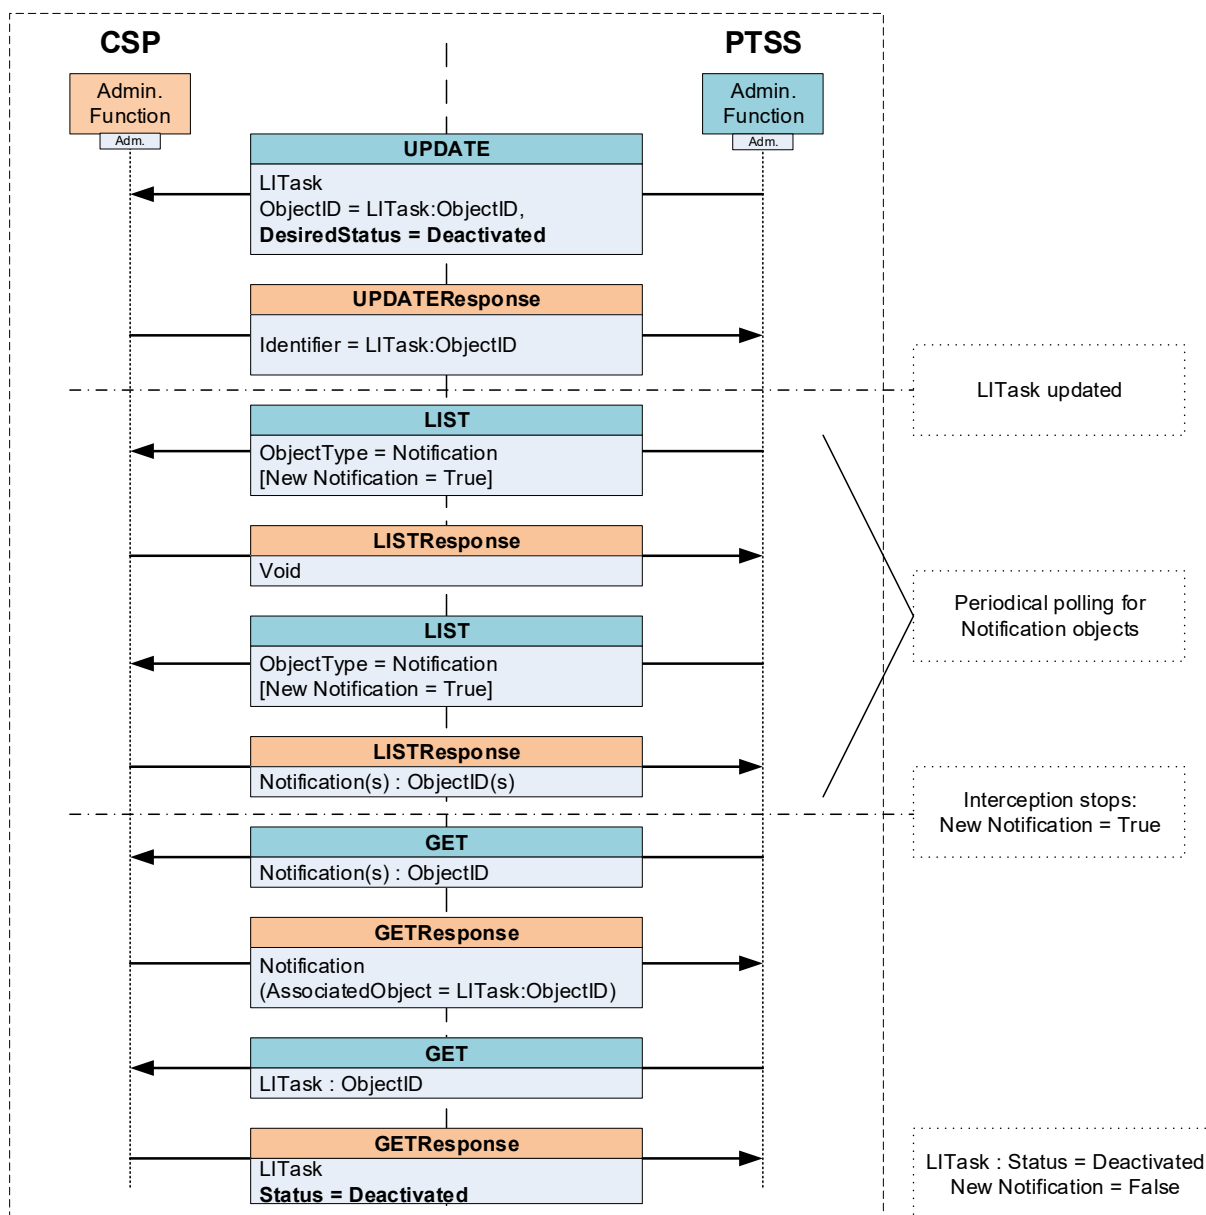 CSP
PTSS
Admin.
Function
Adm.
Admin.
Function
Adm.
UPDATE
LITask
ObjectID = LITask:ObjectID,
DesiredStatus = Deactivated
UPDATEResponse
Identifier = LITask:ObjectID
LITask updated
LIST
ObjectType = Notification
[New Notification = True]
LISTResponse
Void
Periodical polling for
Notification objects
LIST
ObjectType = Notification
[New Notification = True]
LISTResponse
Notification(s) : ObjectID(s)
Interception stops:
New Notification = True
GET
Notification(s) : ObjectID
GETResponse
Notification
(AssociatedObject = LITask:ObjectID)
GET
LITask : ObjectID
GETResponse
LITask
Status = Deactivated
LITask : Status = Deactivated
New Notification = False